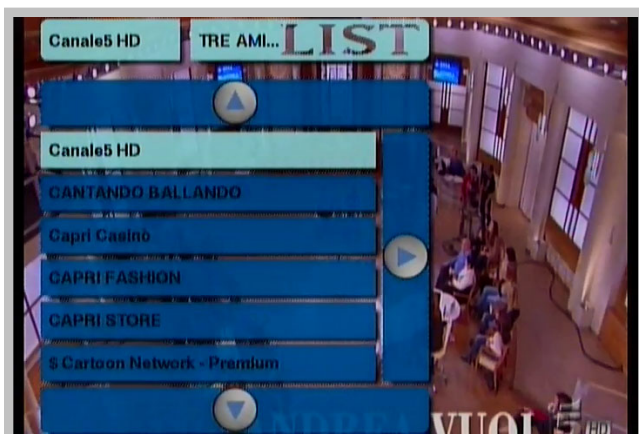 Canale5 HD
TRE AMI...
LIST
Canale5 HD
CANTANDO BALLANDO
Capri Casinò
CAPRI FASHION
CAPRI STORE
$ Cartoon Network - Premium
ANDREA VUOI
5
HD